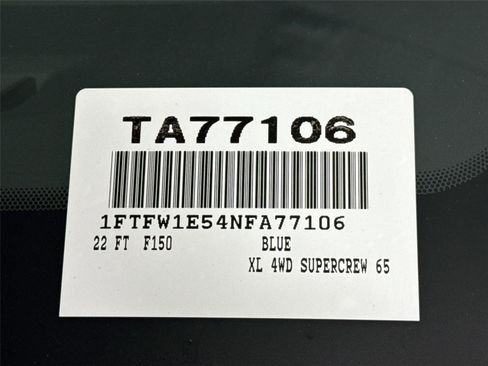 TA77106
1FTFW1E54NFA77106
22 FT F150 BLUE
XL 4WD SUPERCREW 65